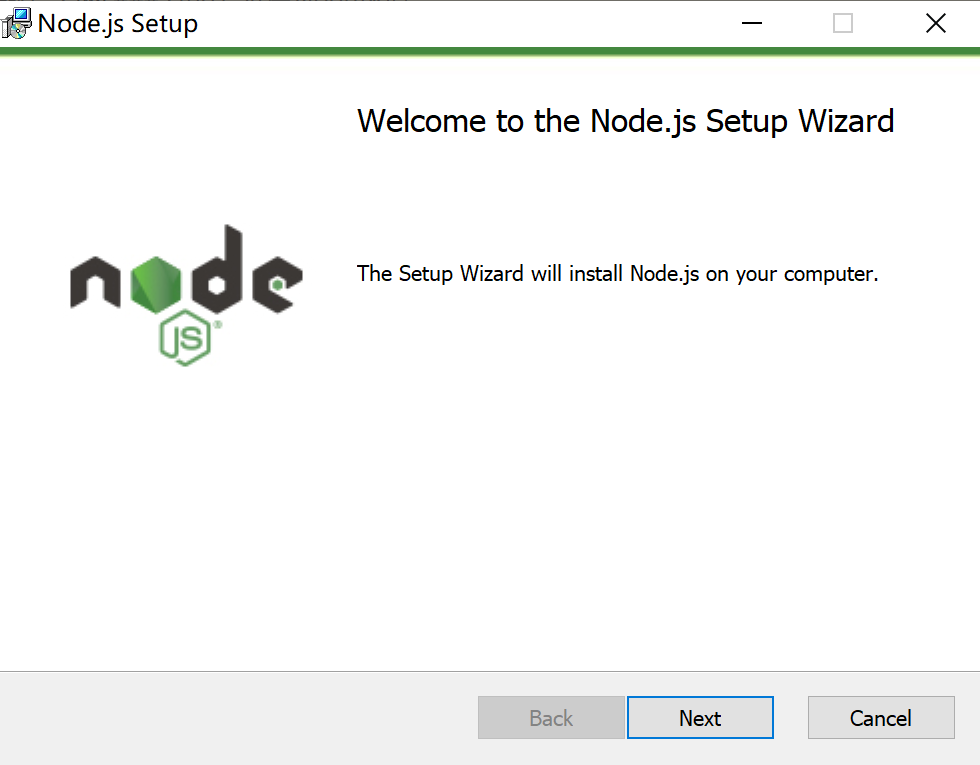 Node.js Setup
Welcome to the Node.js Setup Wizard
node
JS®
The Setup Wizard will install Node.js on your computer.
Back
Next
Cancel